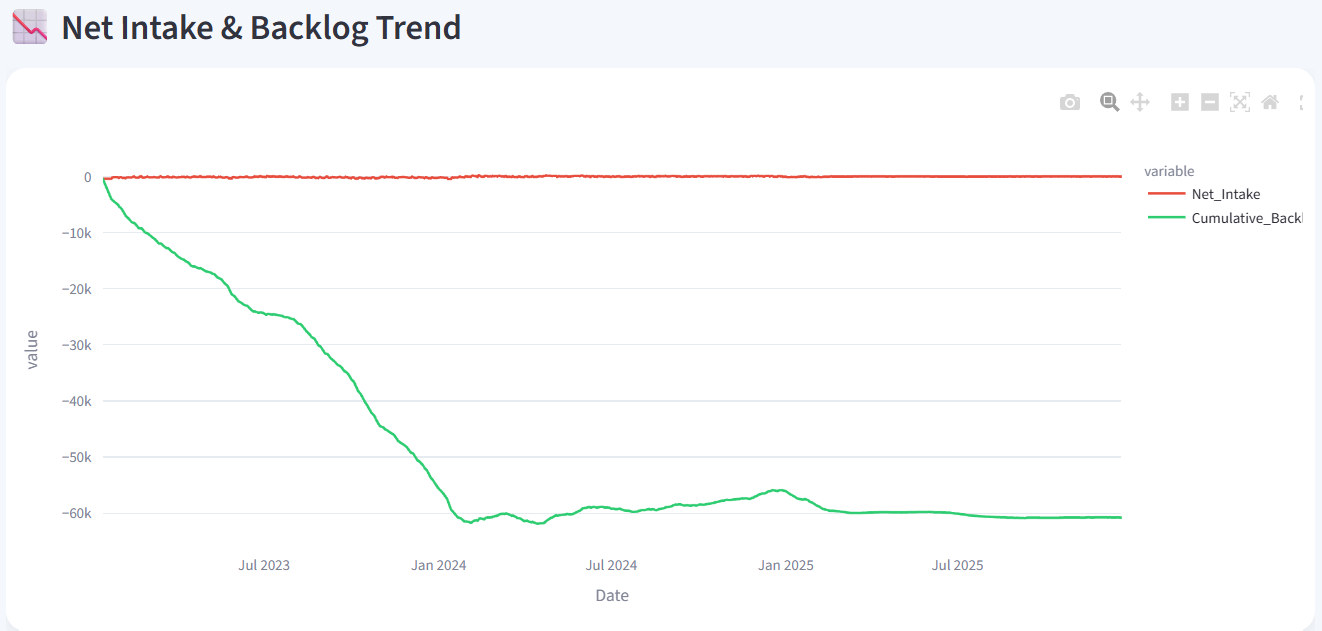 Net Intake & Backlog Trend
variable
Net_Intake
Cumulative_Back
0
−10k
−20k
−30k
−40k
−50k
−60k
value
Jul 2023
Jan 2024
Jul 2024
Jan 2025
Jul 2025
Date